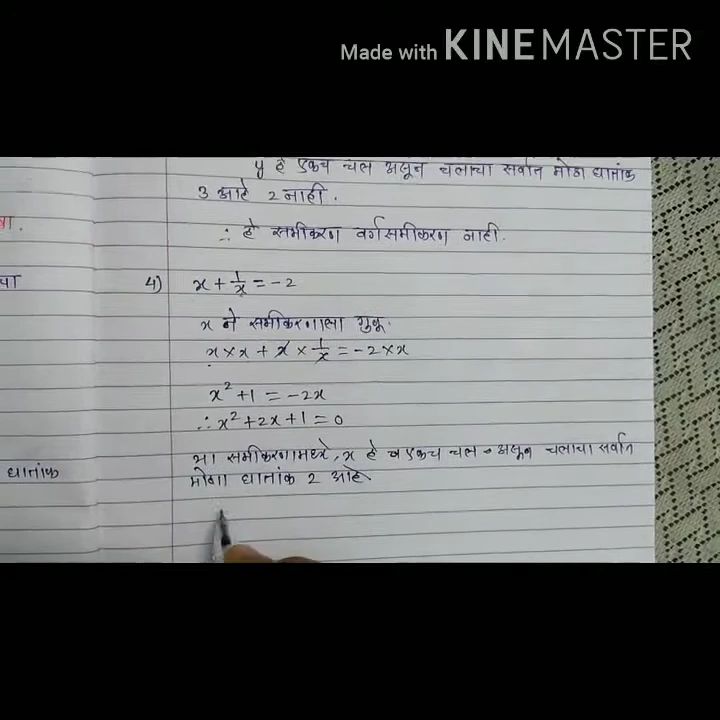 Made with KINEMASTER
y हे एकच चल असून चलाचा सर्वात मोठा घातांक
3 आहे 2 नाही.
∴ हे समीकरण वर्गसमीकरण नाही.
4) x + 1/x = -2
x ने समीकरणाला गुणू.
x × x + x × 1/x = -2 × x
x² + 1 = -2x
∴ x² + 2x + 1 = 0
या समीकरणामध्ये, x हे एकच चल असून चलाचा सर्वात
मोठा घातांक 2 आहे
घातांक